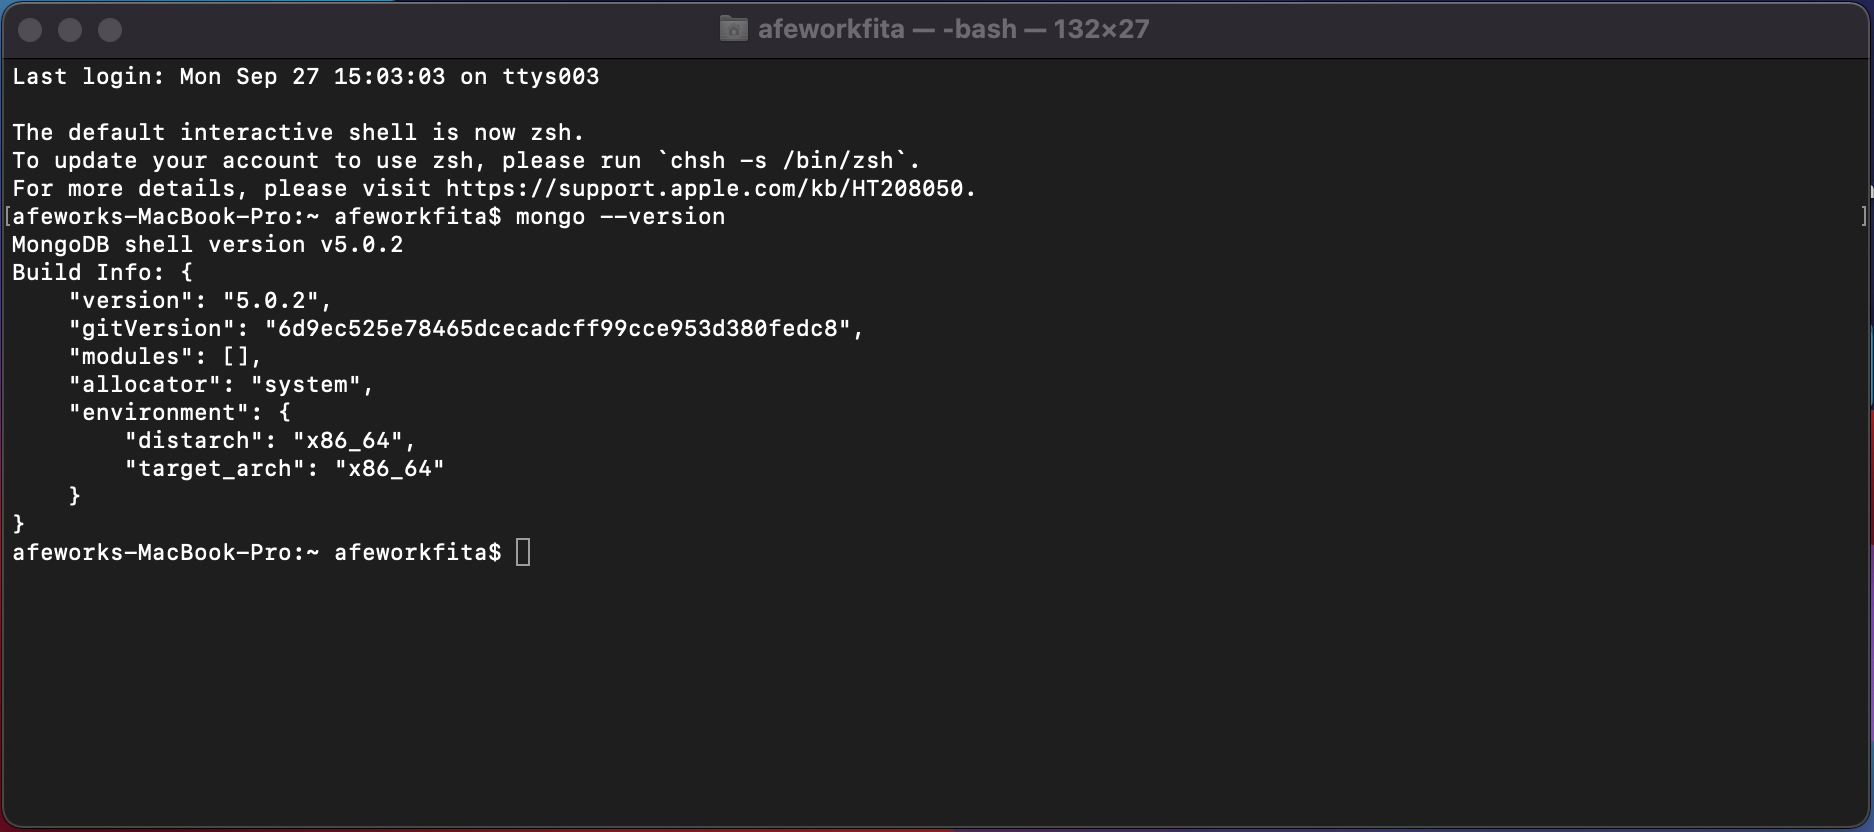 afeworkfita — -bash — 132×27
Last login: Mon Sep 27 15:03:03 on ttys003
The default interactive shell is now zsh.
To update your account to use zsh, please run `chsh -s /bin/zsh`.
For more details, please visit https://support.apple.com/kb/HT208050.
[afeworks-MacBook-Pro:~ afeworkfita$ mongo --version ]
MongoDB shell version v5.0.2
Build Info: {
    "version": "5.0.2",
    "gitVersion": "6d9ec525e78465dcecadcff99cce953d380fedc8",
    "modules": [],
    "allocator": "system",
    "environment": {
        "distarch": "x86_64",
        "target_arch": "x86_64"
    }
}
afeworks-MacBook-Pro:~ afeworkfita$